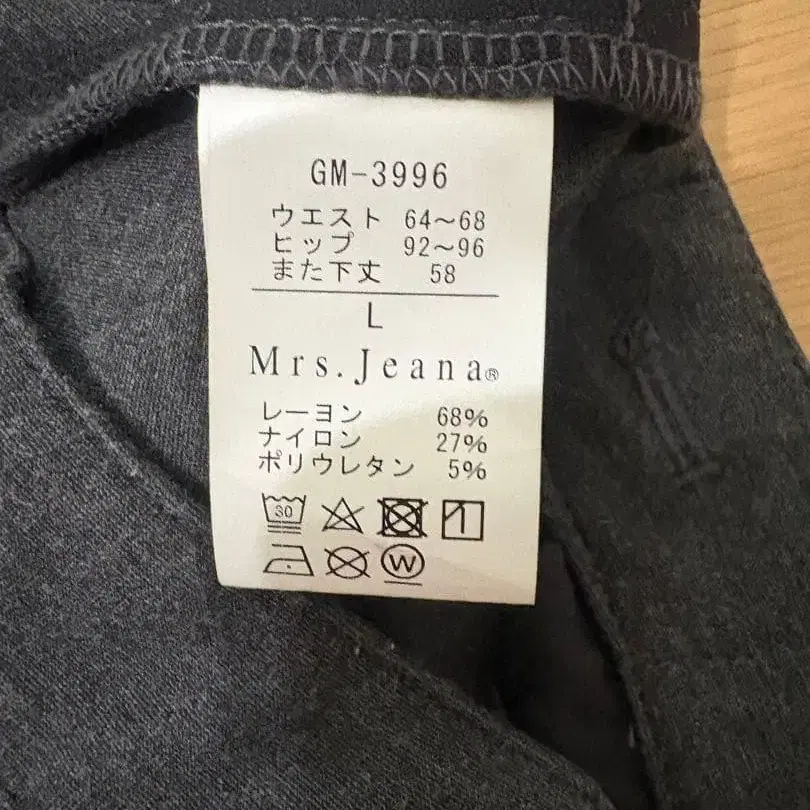 GM-3996
ウエスト 64～68
ヒップ 92～96
また下丈 58
L
Mrs.Jeana®
レーヨン 68%
ナイロン 27%
ポリウレタン 5%
30
W